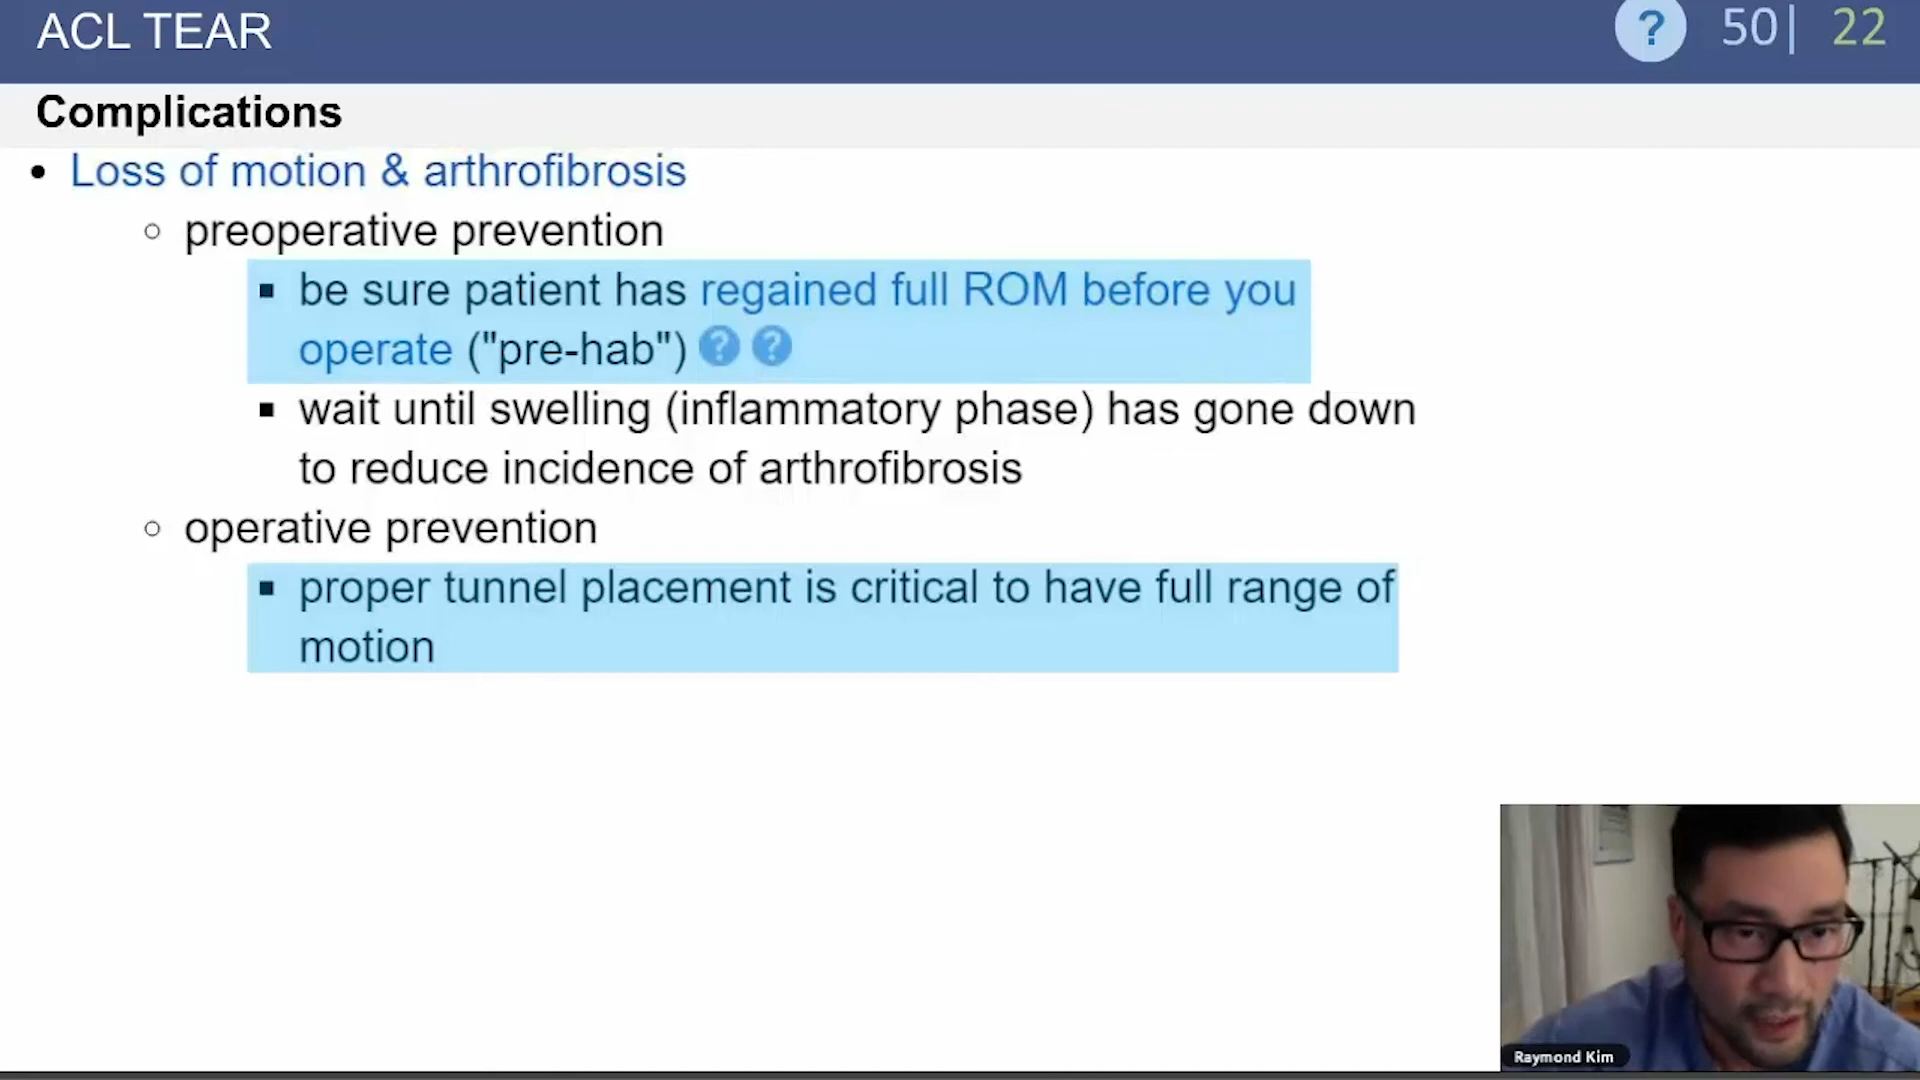 ACL TEAR
? 50| 22
Complications
• Loss of motion & arthrofibrosis
○ preoperative prevention
▪ be sure patient has regained full ROM before you
operate ("pre-hab") ? ?
▪ wait until swelling (inflammatory phase) has gone down
to reduce incidence of arthrofibrosis
○ operative prevention
▪ proper tunnel placement is critical to have full range of
motion
Raymond Kim